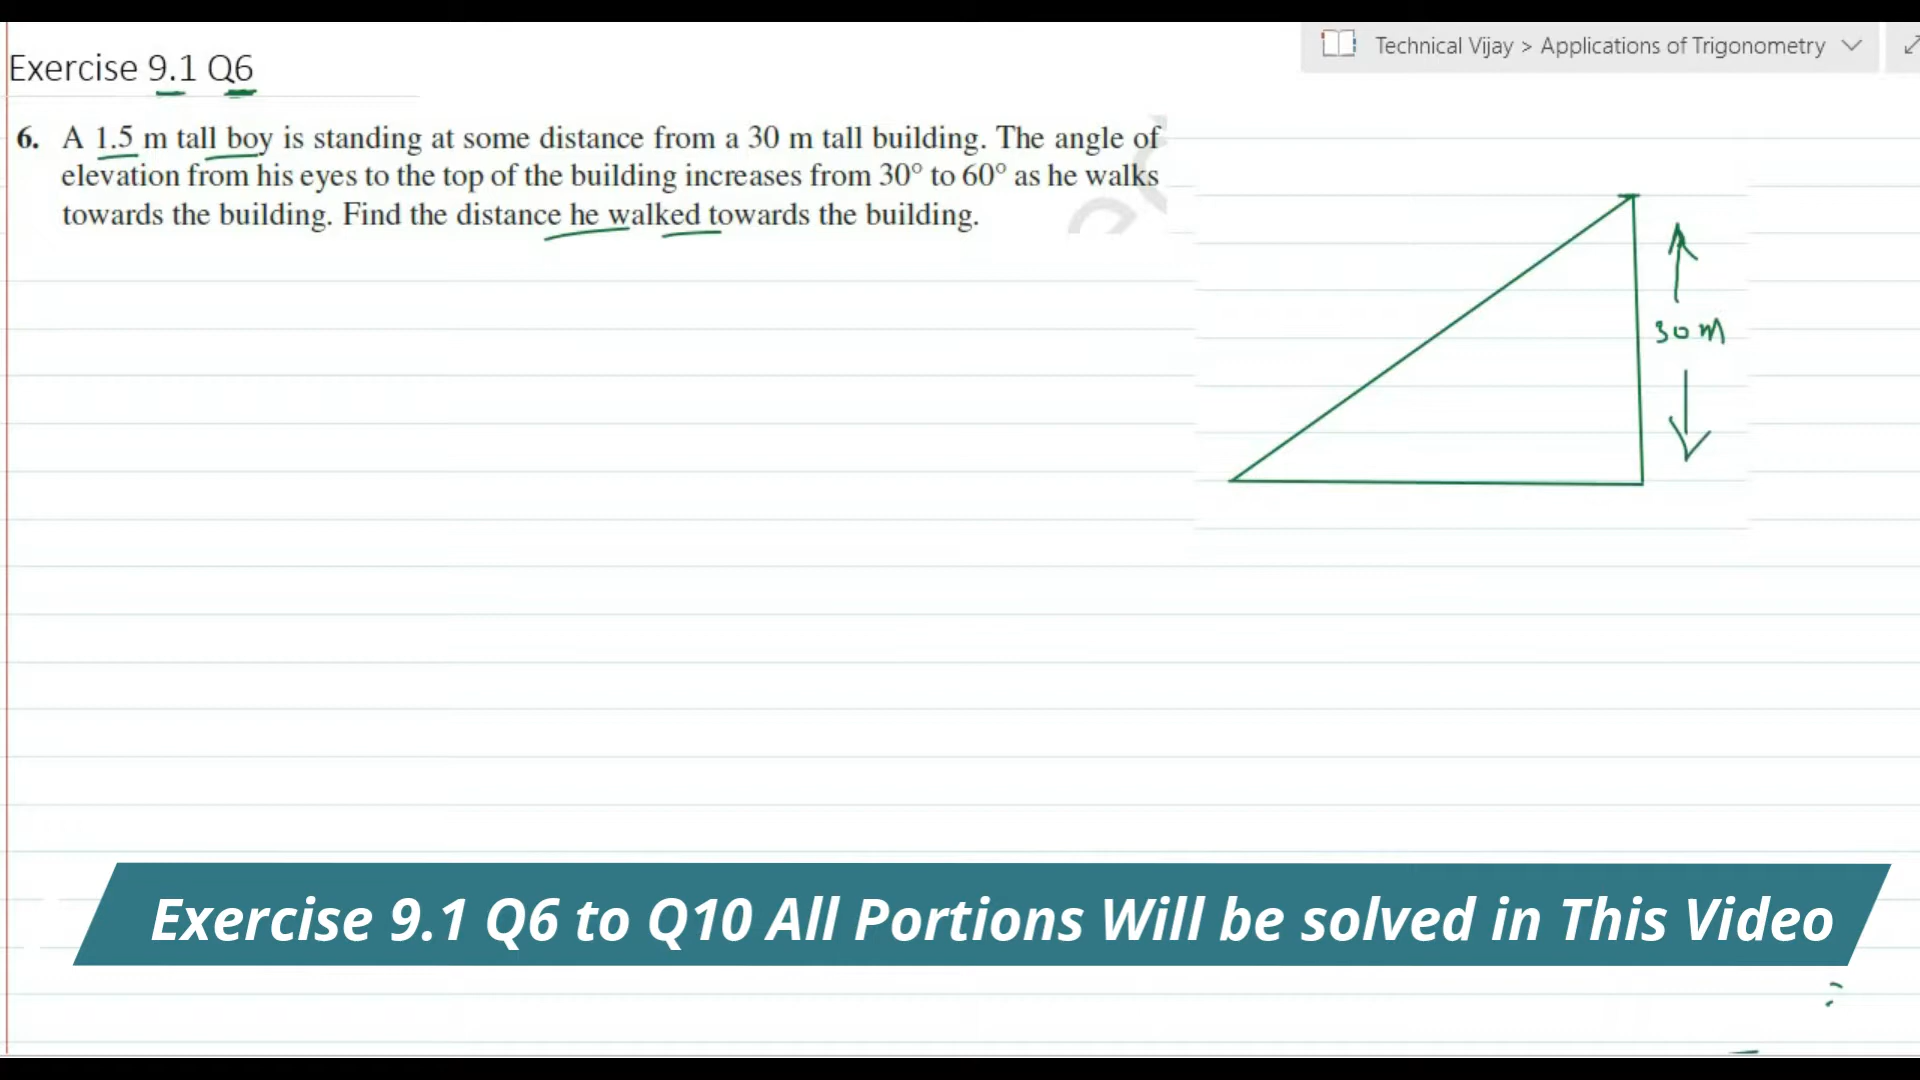 Technical Vijay > Applications of Trigonometry
Exercise 9.1 Q6
6. A 1.5 m tall boy is standing at some distance from a 30 m tall building. The angle of
elevation from his eyes to the top of the building increases from 30° to 60° as he walks
towards the building. Find the distance he walked towards the building.
30 m
Exercise 9.1 Q6 to Q10 All Portions Will be solved in This Video